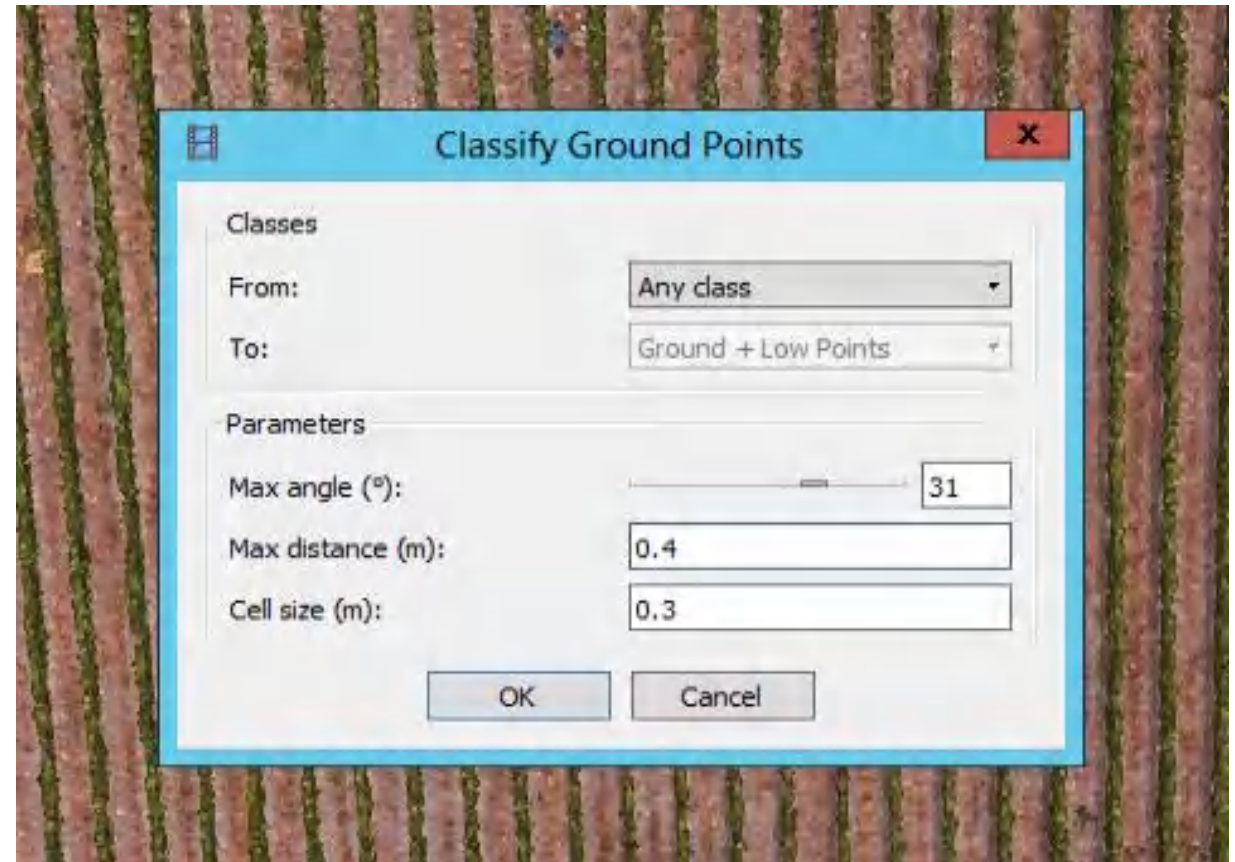 Classify Ground Points
Classes
From: Any class
To: Ground + Low Points
Parameters
Max angle (°): 31
Max distance (m): 0.4
Cell size (m): 0.3
OK Cancel